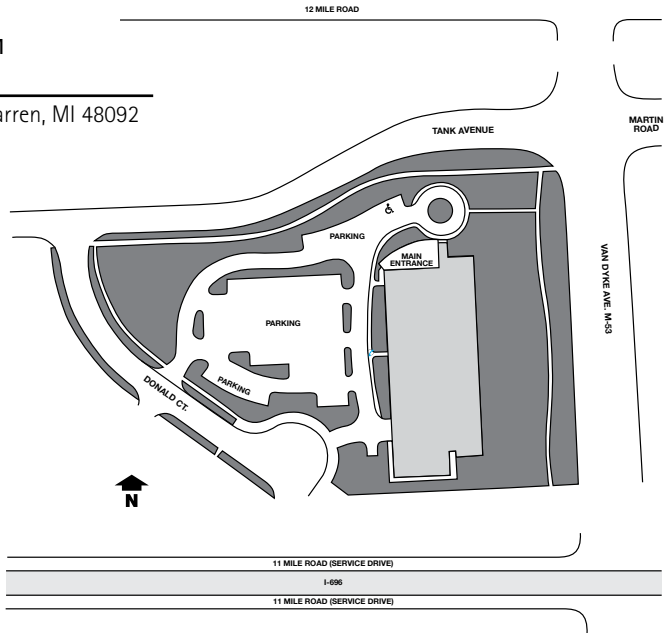 12 MILE ROAD
arren, MI 48092
MARTIN
ROAD
TANK AVENUE
PARKING
MAIN
ENTRANCE
VAN DYKE AVE. M-53
PARKING
PARKING
DONALD CT.
N
11 MILE ROAD (SERVICE DRIVE)
I-696
11 MILE ROAD (SERVICE DRIVE)